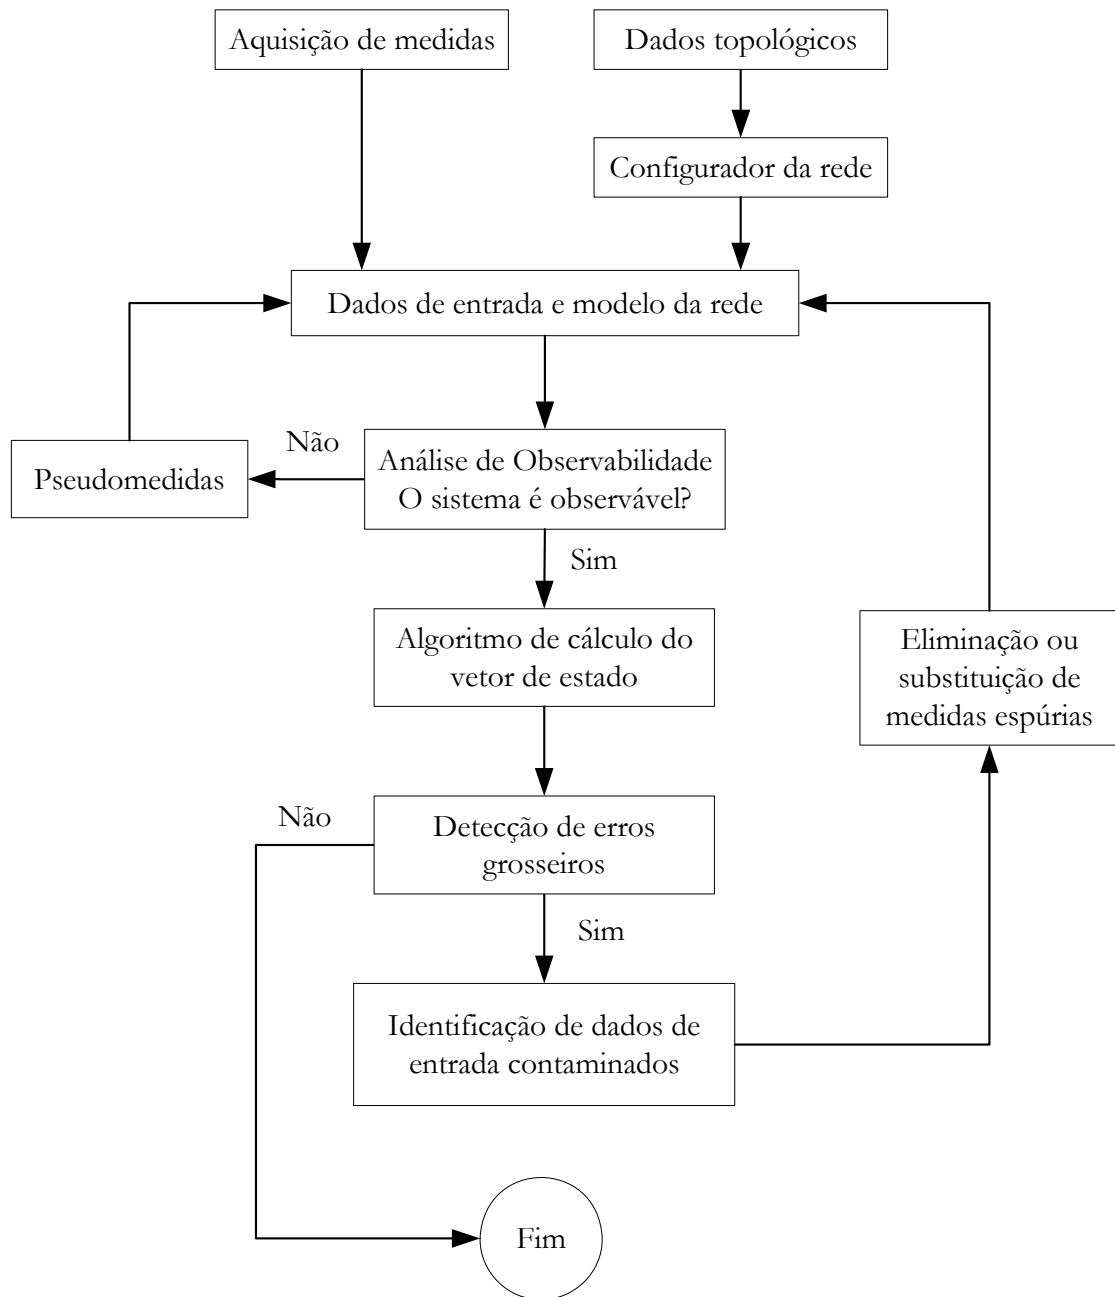 Aquisição de medidas
Dados topológicos
Configurador da rede
Dados de entrada e modelo da rede
Não
Pseudomedidas
Análise de Observabilidade
O sistema é observável?
Sim
Algoritmo de cálculo do
vetor de estado
Eliminação ou
substituição de
medidas espúrias
Não
Detecção de erros
grosseiros
Sim
Identificação de dados de
entrada contaminados
Fim